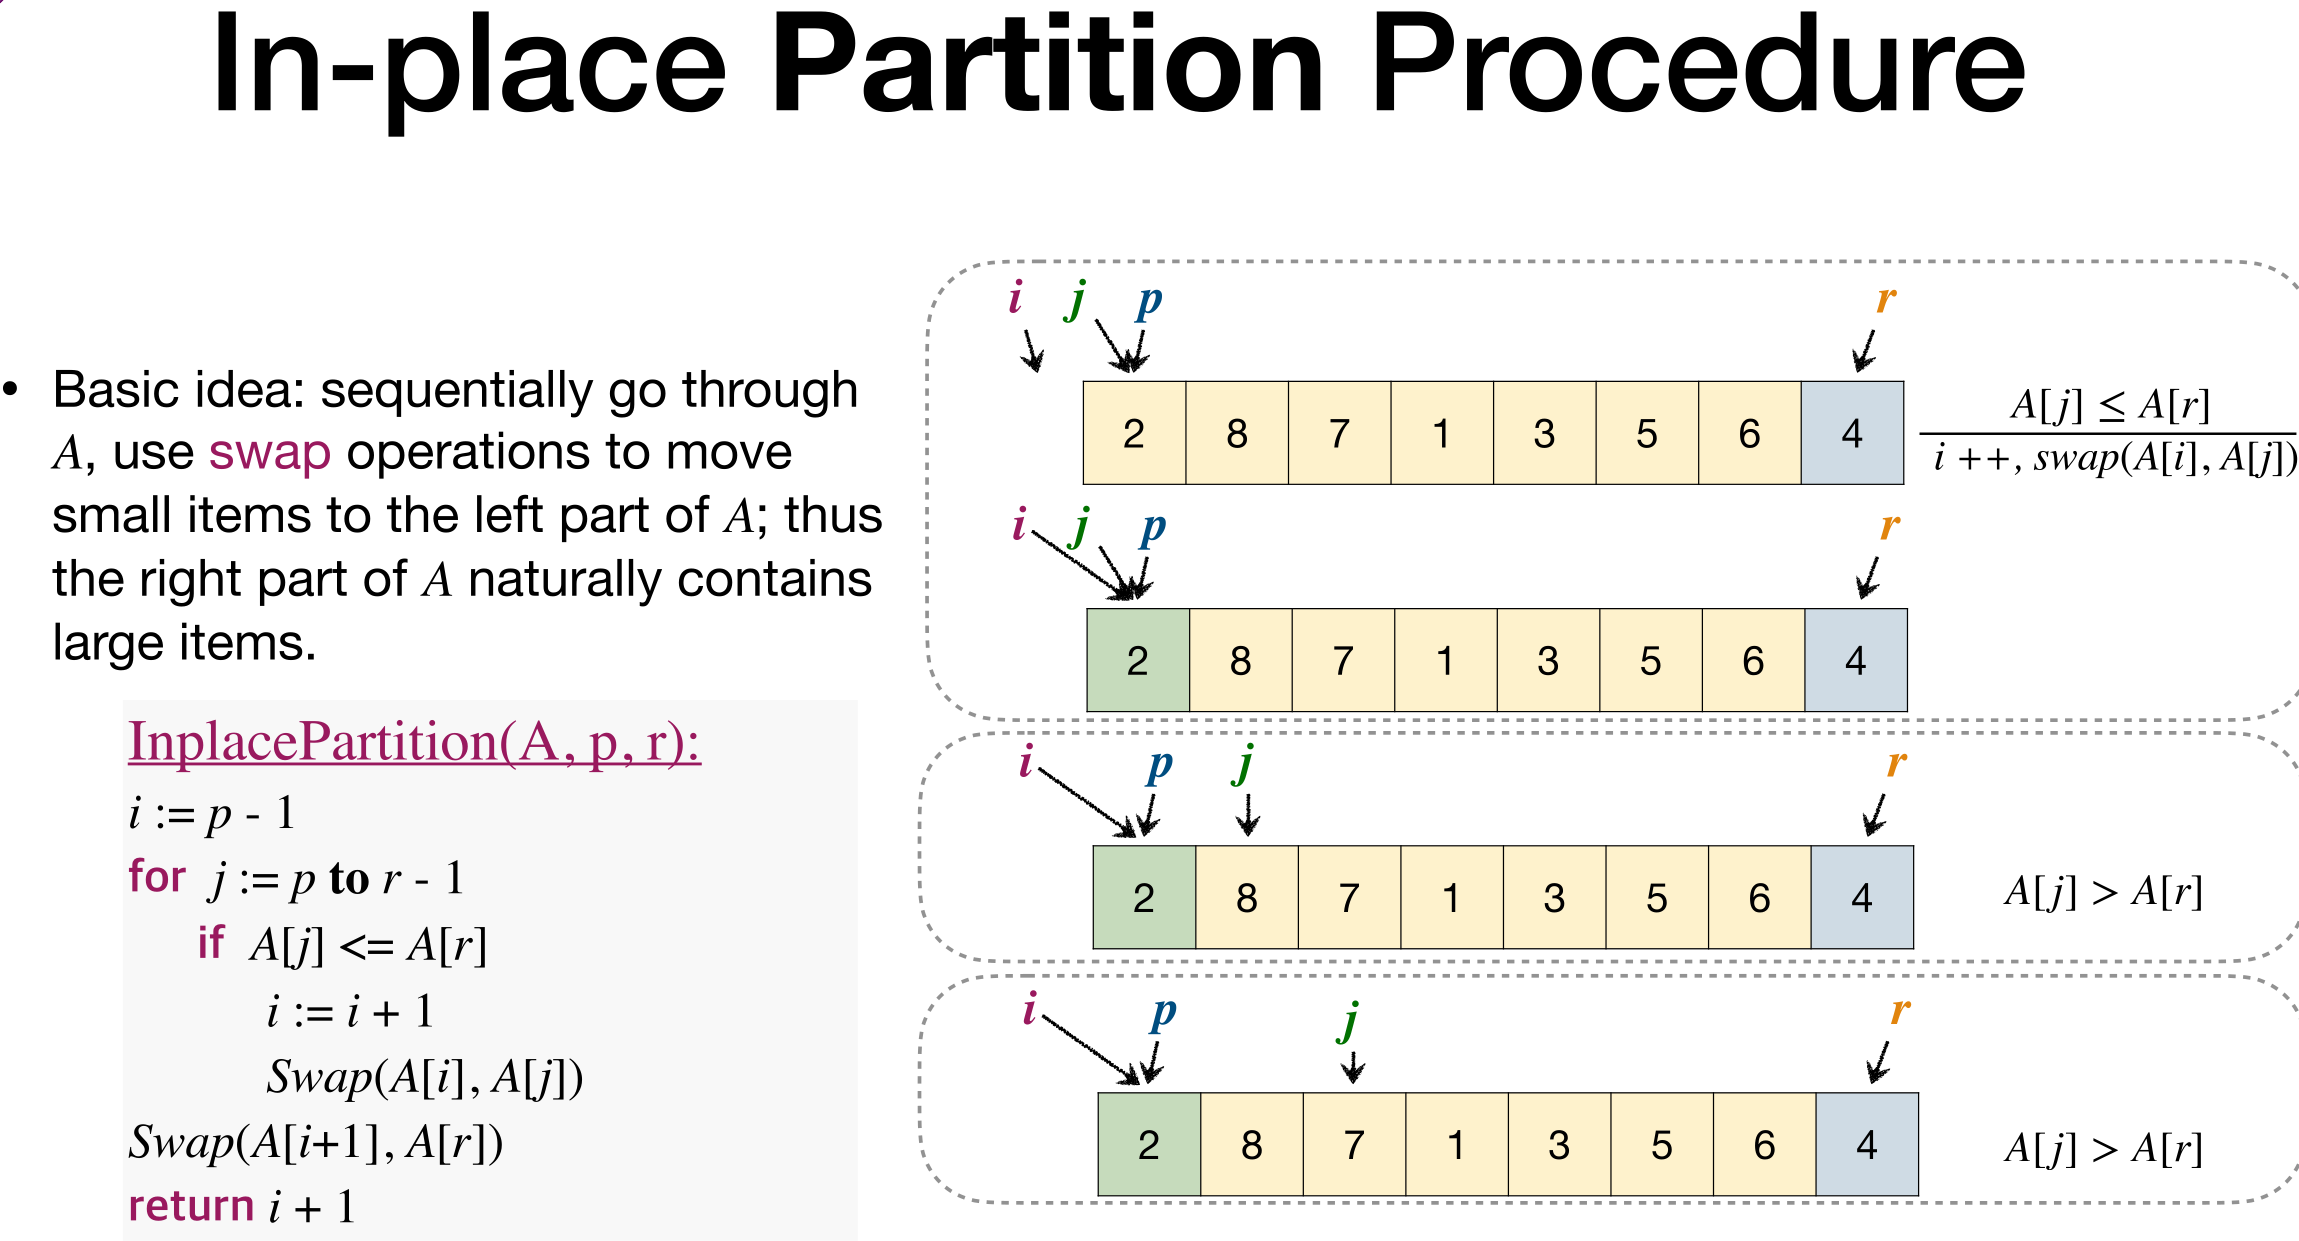 In-place Partition Procedure
• Basic idea: sequentially go through
A, use swap operations to move
small items to the left part of A; thus
the right part of A naturally contains
large items.
InplacePartition(A, p, r):
i := p - 1
for j := p to r - 1
if A[j] <= A[r]
i := i + 1
Swap(A[i], A[j])
Swap(A[i+1], A[r])
return i + 1
i j p r
2 8 7 1 3 5 6 4
A[j] ≤ A[r]
i ++, swap(A[i], A[j])
i j p r
2 8 7 1 3 5 6 4
i p j r
2 8 7 1 3 5 6 4
A[j] > A[r]
i p j r
2 8 7 1 3 5 6 4
A[j] > A[r]